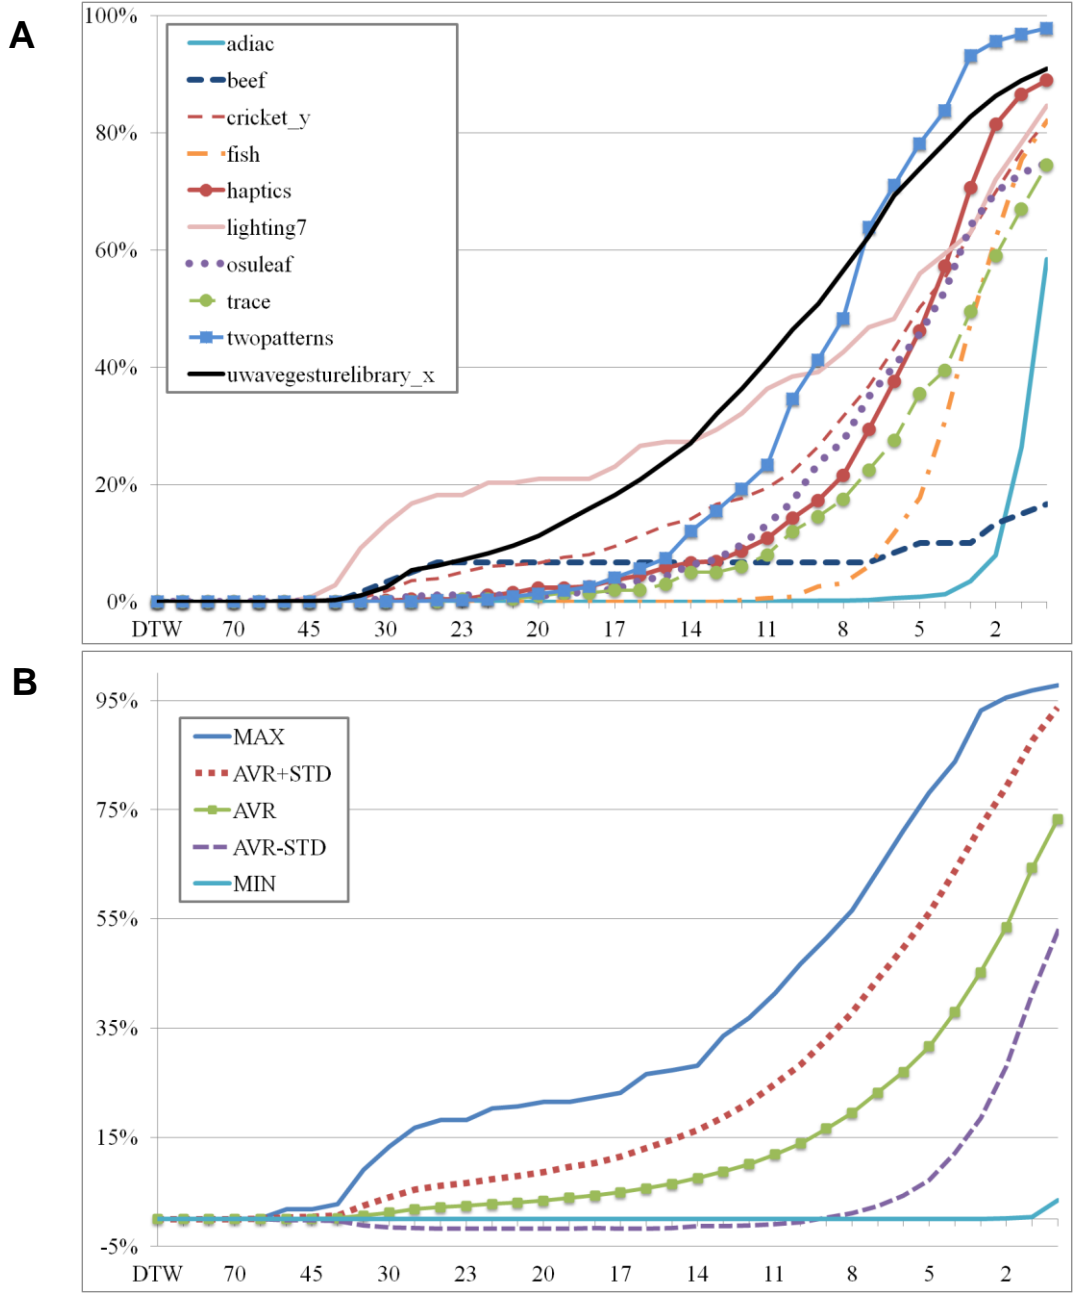 A
100%
80%
60%
40%
20%
0%
adiac
beef
cricket_y
fish
haptics
lighting7
osuleaf
trace
twopatterns
uwavegesturelibrary_x
DTW 70 45 30 23 20 17 14 11 8 5 2
B
95%
75%
55%
35%
15%
-5%
MAX
AVR+STD
AVR
AVR-STD
MIN
DTW 70 45 30 23 20 17 14 11 8 5 2